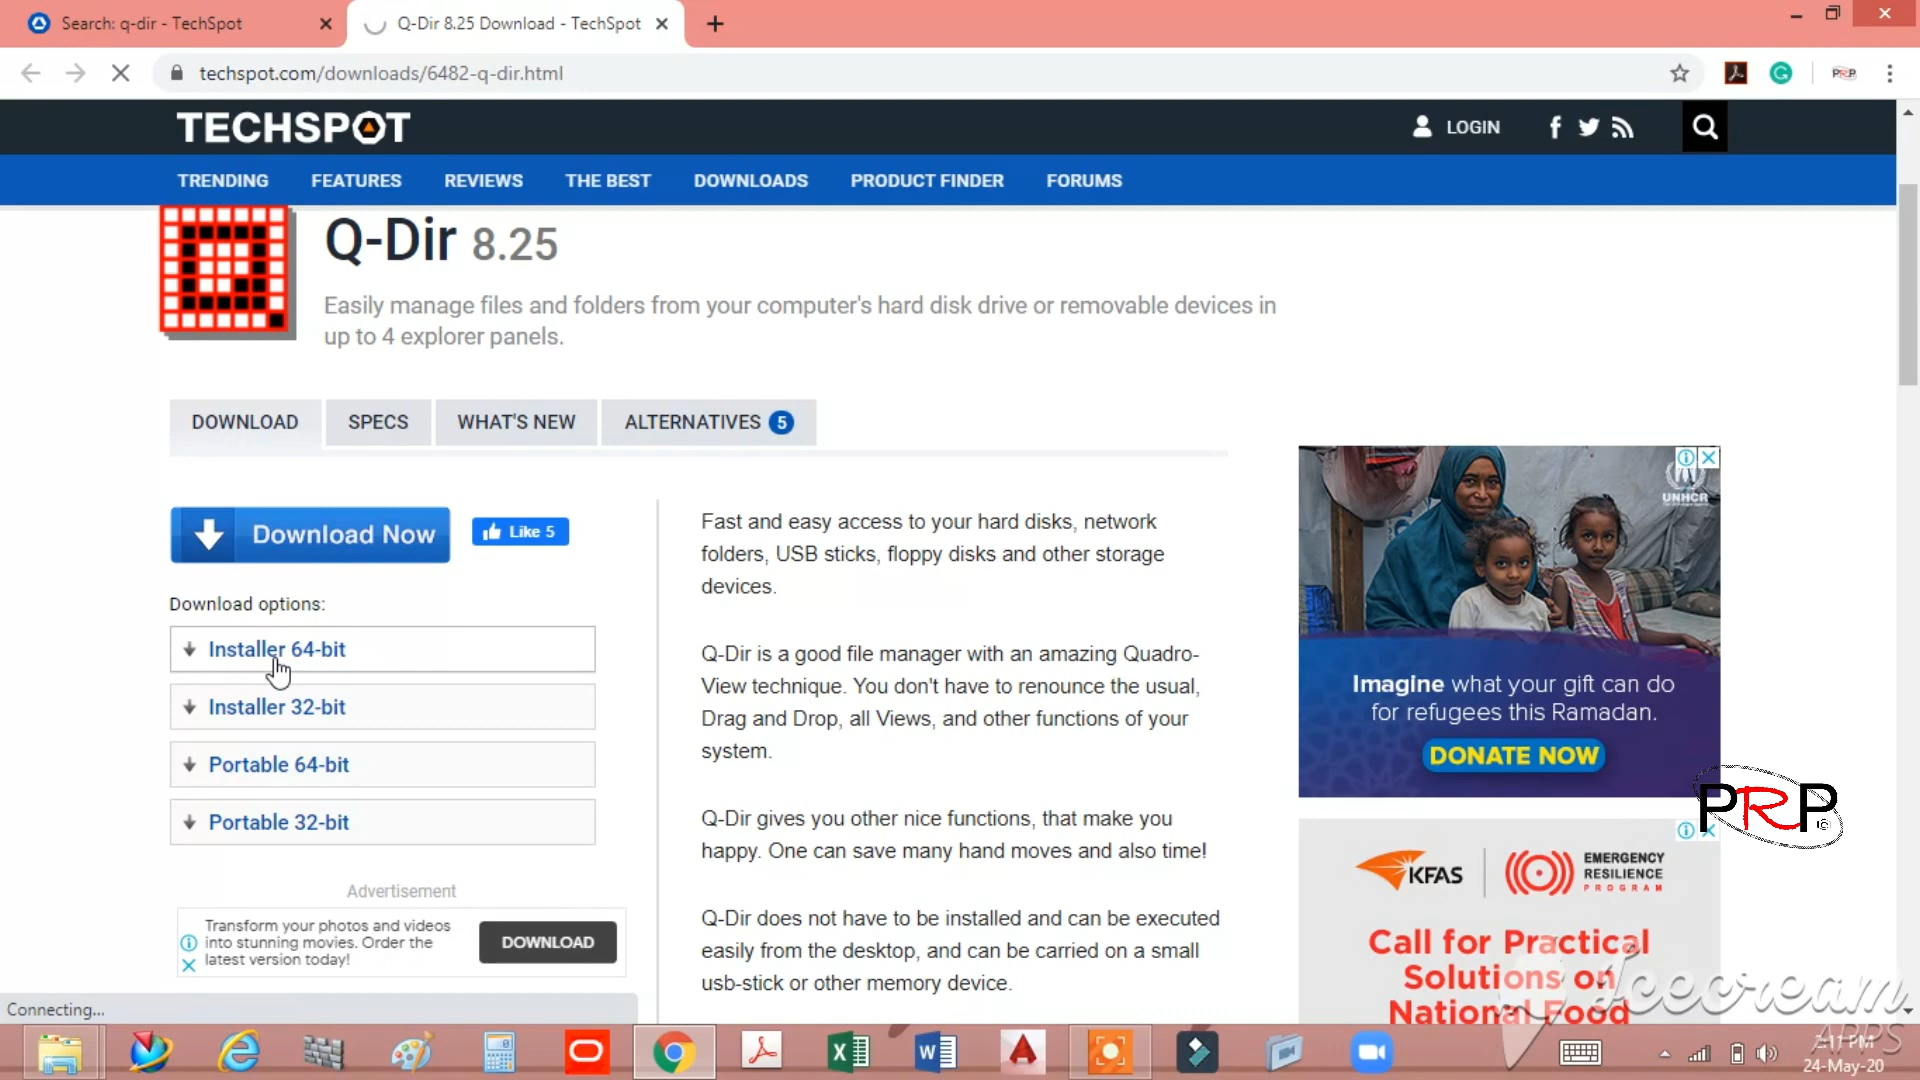 Search: q-dir - TechSpot
Q-Dir 8.25 Download - TechSpot
techspot.com/downloads/6482-q-dir.html
PRP
TECHSPOT
LOGIN
TRENDING
FEATURES
REVIEWS
THE BEST
DOWNLOADS
PRODUCT FINDER
FORUMS
Q-Dir 8.25
Easily manage files and folders from your computer's hard disk drive or removable devices in
up to 4 explorer panels.
DOWNLOAD
SPECS
WHAT'S NEW
ALTERNATIVES 5
Download Now
Like 5
Download options:
Installer 64-bit
Installer 32-bit
Portable 64-bit
Portable 32-bit
Advertisement
Transform your photos and videos
into stunning movies. Order the
latest version today!
DOWNLOAD
Fast and easy access to your hard disks, network
folders, USB sticks, floppy disks and other storage
devices.
Q-Dir is a good file manager with an amazing Quadro-
View technique. You don't have to renounce the usual,
Drag and Drop, all Views, and other functions of your
system.
Q-Dir gives you other nice functions, that make you
happy. One can save many hand moves and also time!
Q-Dir does not have to be installed and can be executed
easily from the desktop, and can be carried on a small
usb-stick or other memory device.
UNHCR
Imagine what your gift can do
for refugees this Ramadan.
DONATE NOW
PRP©
KFAS
EMERGENCY
RESILIENCE
PROGRAM
Call for Practical
Solutions on
National Food
Icecream
APPS
Connecting...
2:11 PM
24-May-20